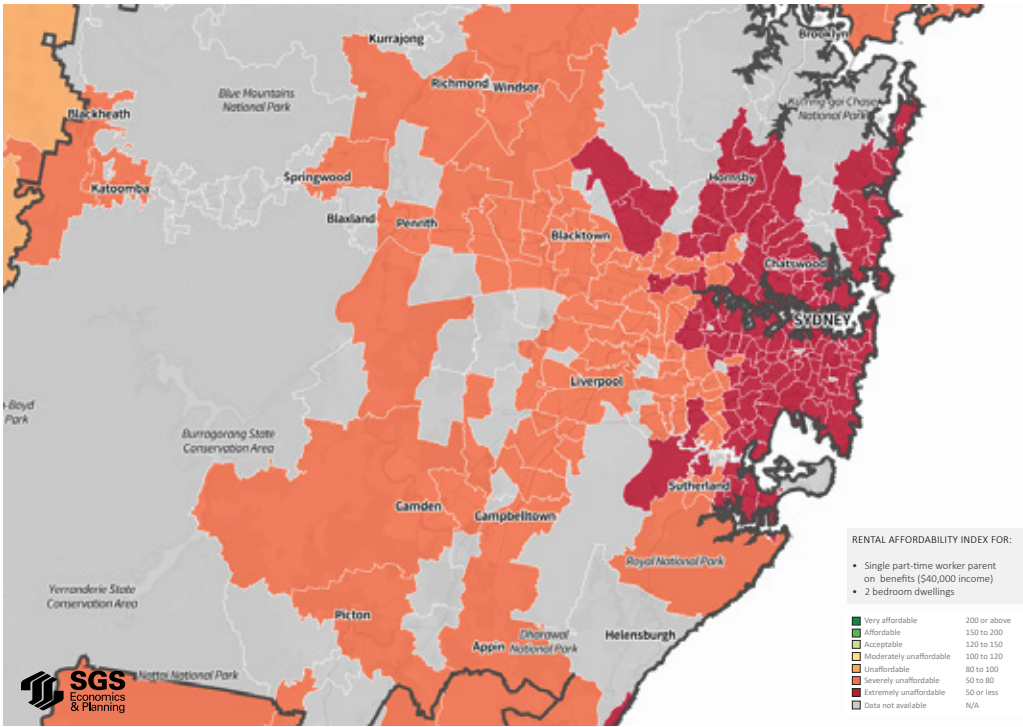 Brooklyn
Kurrajong
Richmond
Windsor
Blue Mountains
National Park
Ku-ring-gai Chase
National Park
Blackheath
Springwood
Katoomba
Hornsby
Blaxland
Penrith
Blacktown
Chatswood
SYDNEY
Liverpool
-Boyd
Park
Burragorang State
Conservation Area
Sutherland
Camden
Campbelltown
Royal National Park
Yerranderie State
Conservation Area
Picton
Appin
Dharawal
National Park
Helensburgh
Nattai National Park
SGS
Economics
& Planning
RENTAL AFFORDABILITY INDEX FOR:
• Single part-time worker parent
on benefits ($40,000 income)
• 2 bedroom dwellings
Very affordable 200 or above
Affordable 150 to 200
Acceptable 120 to 150
Moderately unaffordable 100 to 120
Unaffordable 80 to 100
Severely unaffordable 50 to 80
Extremely unaffordable 50 or less
Data not available N/A